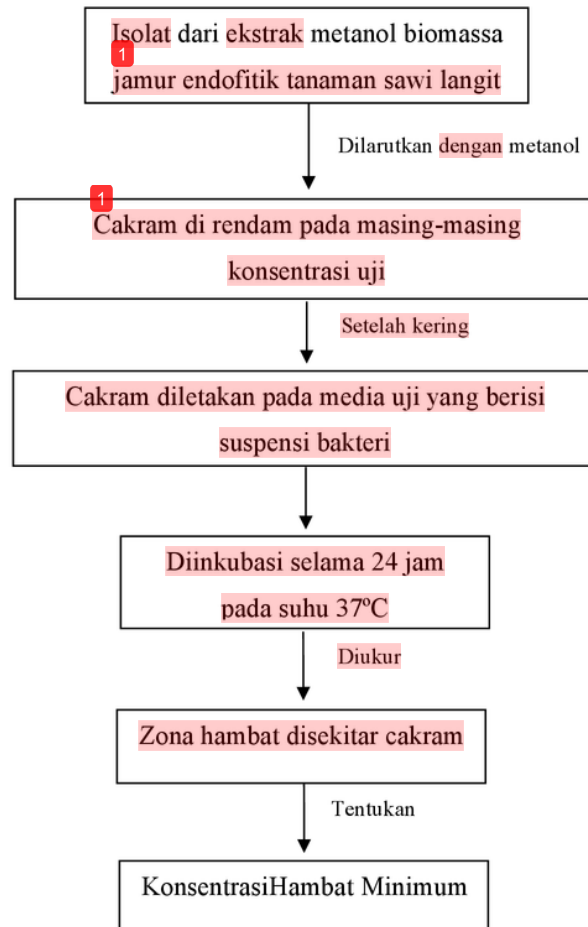 Isolat dari ekstrak metanol biomassa
1
jamur endofitik tanaman sawi langit
Dilarutkan dengan metanol
1
Cakram di rendam pada masing-masing
konsentrasi uji
Setelah kering
Cakram diletakan pada media uji yang berisi
suspensi bakteri
Diinkubasi selama 24 jam
pada suhu 37ºC
Diukur
Zona hambat disekitar cakram
Tentukan
KonsentrasiHambat Minimum